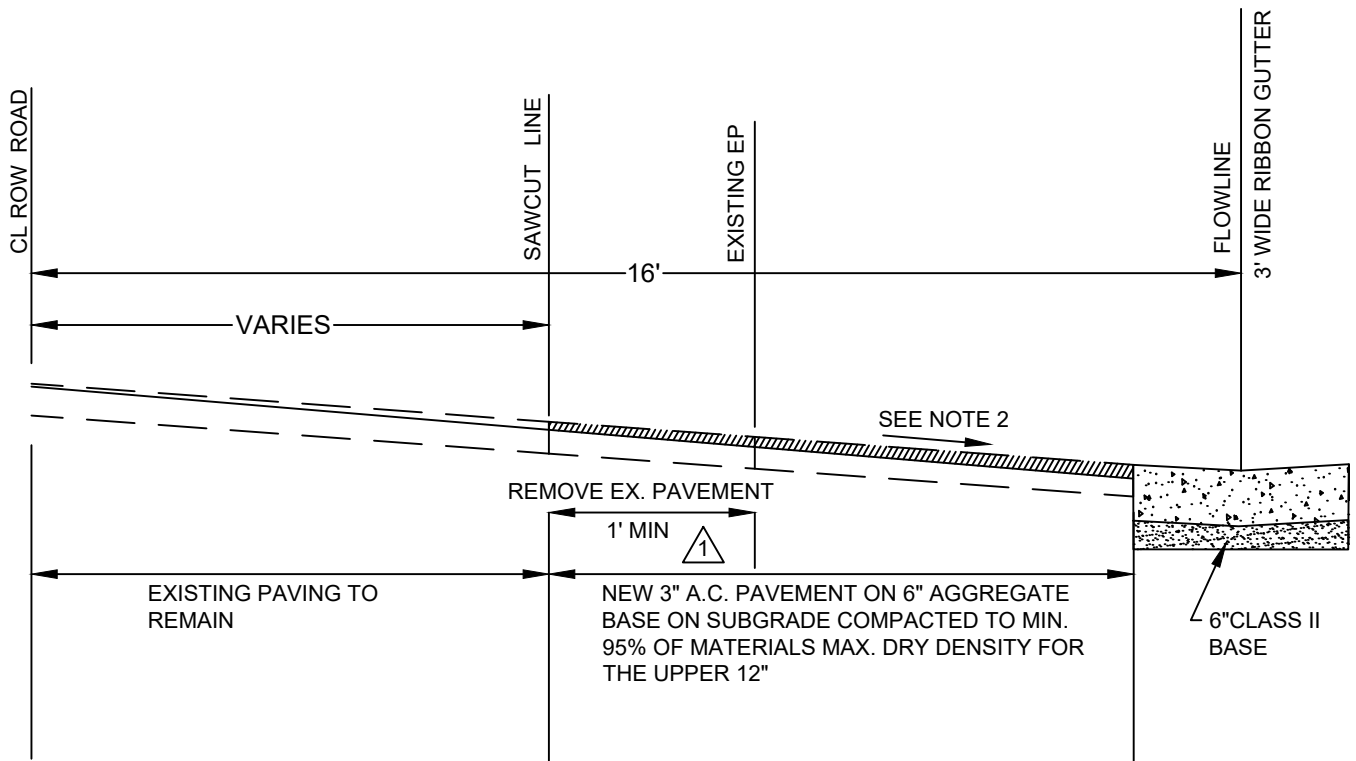 CL ROW ROAD
SAWCUT LINE
EXISTING EP
FLOWLINE
3' WIDE RIBBON GUTTER
16'
VARIES
SEE NOTE 2
REMOVE EX. PAVEMENT
1' MIN
1
EXISTING PAVING TO
REMAIN
NEW 3" A.C. PAVEMENT ON 6" AGGREGATE
BASE ON SUBGRADE COMPACTED TO MIN.
95% OF MATERIALS MAX. DRY DENSITY FOR
THE UPPER 12"
6"CLASS II
BASE